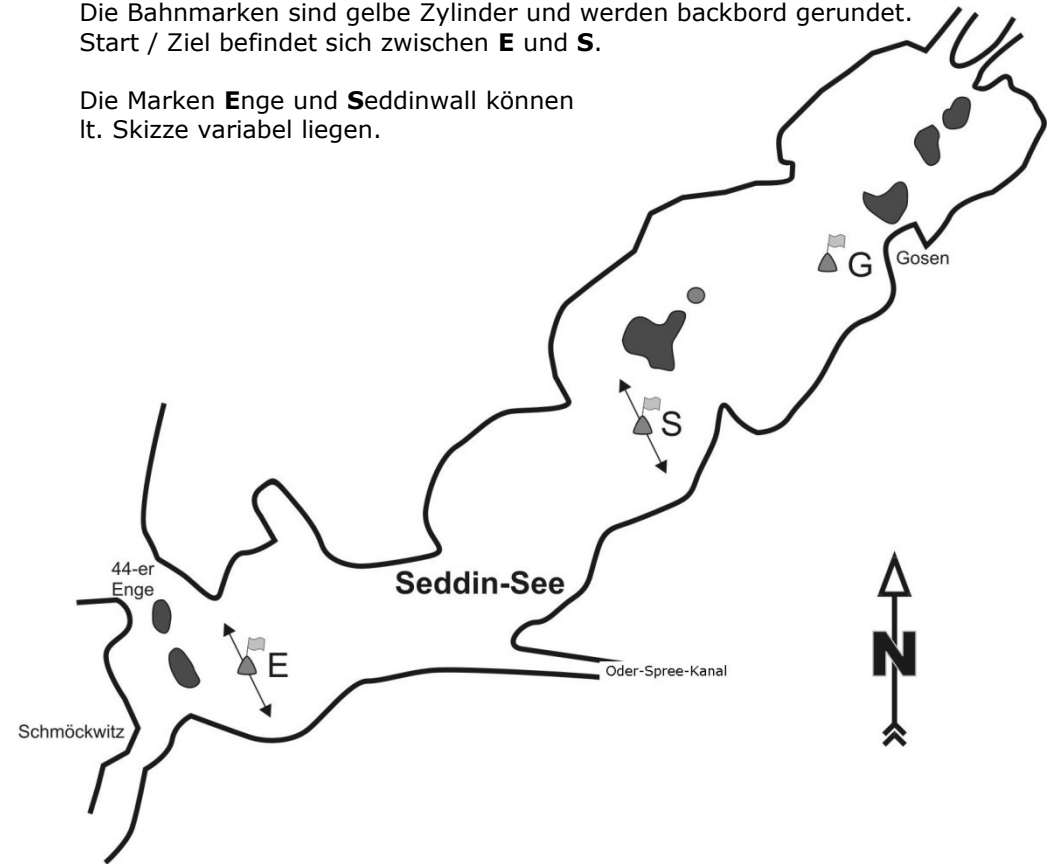 Die Bahnmarken sind gelbe Zylinder und werden backbord gerundet.
Start / Ziel befindet sich zwischen E und S.
Die Marken Enge und Seddinwall können
lt. Skizze variabel liegen.
G
Gosen
S
44-er
Enge
Seddin-See
E
Oder-Spree-Kanal
N
Schmöckwitz